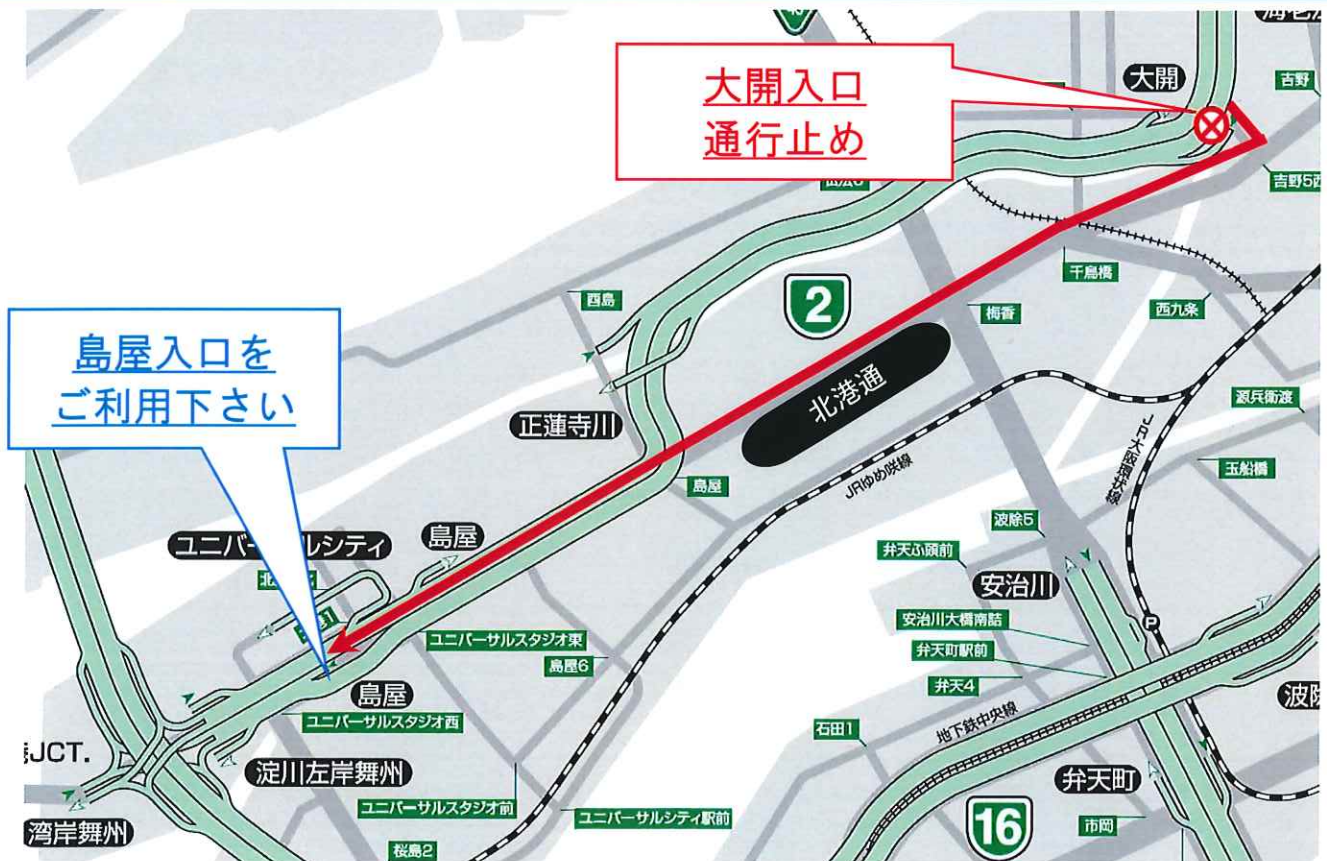 大開入口
通行止め
大開
吉野
吉野5西
千鳥橋
西島
2
梅香
西九条
島屋入口を
ご利用下さい
北港通
源兵衛渡
正蓮寺川
JR大阪環状線
玉船橋
JRゆめ咲線
島屋
波除5
ユニバーサルシティ
島屋
弁天ふ頭前
安治川
安治川大橋南詰
P
ユニバーサルスタジオ東
島屋6
弁天町駅前
弁天4
島屋
ユニバーサルスタジオ西
石田1
地下鉄中央線
JCT.
淀川左岸舞州
弁天町
ユニバーサルスタジオ前
ユニバーサルシティ駅前
16
市岡
湾岸舞州
桜島2